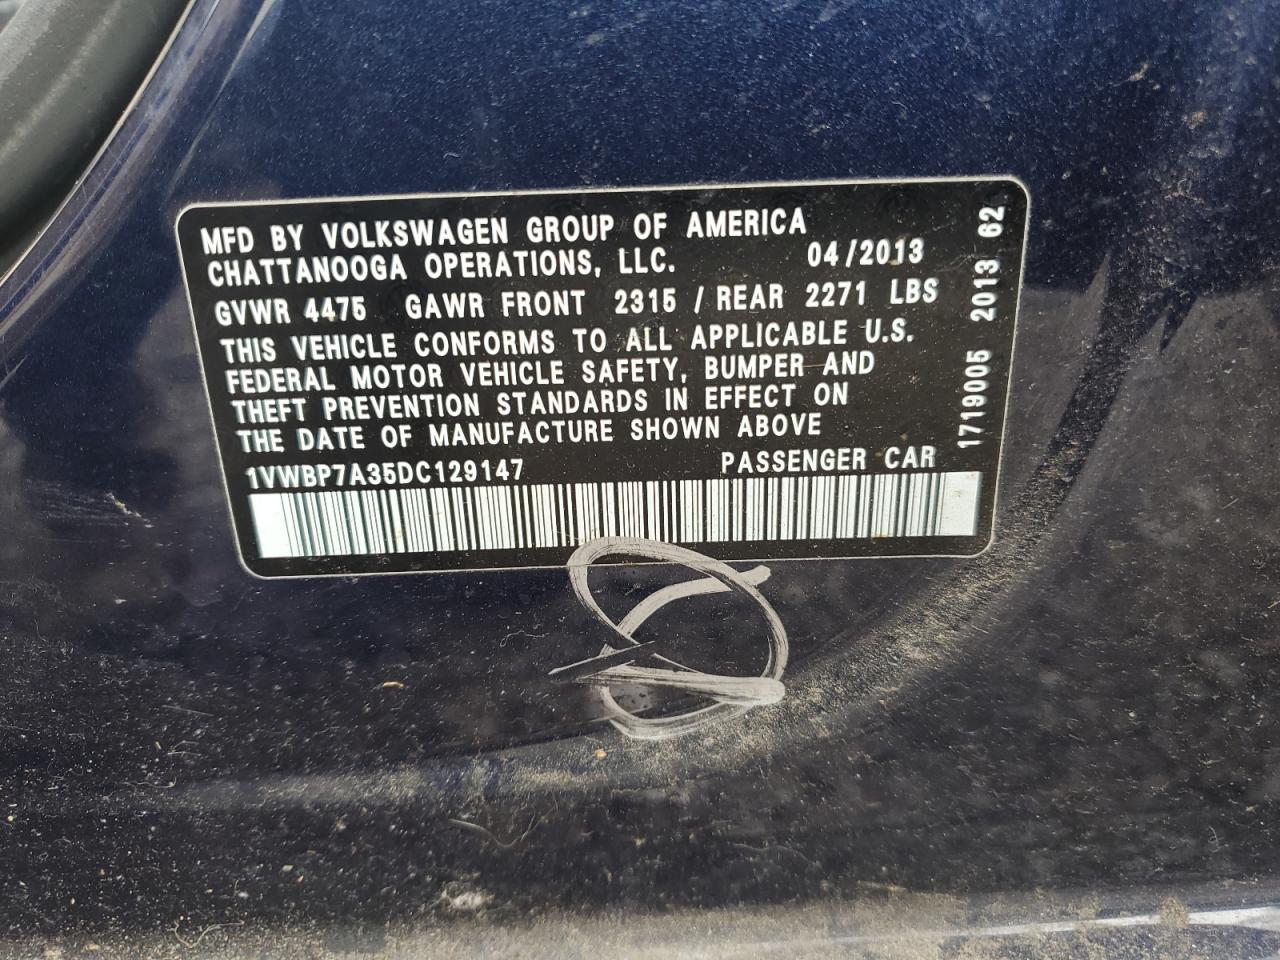 MFD BY VOLKSWAGEN GROUP OF AMERICA
CHATTANOOGA OPERATIONS, LLC. 04/2013
GVWR 4475 GAWR FRONT 2315 / REAR 2271 LBS
THIS VEHICLE CONFORMS TO ALL APPLICABLE U.S.
FEDERAL MOTOR VEHICLE SAFETY, BUMPER AND
THEFT PREVENTION STANDARDS IN EFFECT ON
THE DATE OF MANUFACTURE SHOWN ABOVE
1VWBP7A35DC129147 PASSENGER CAR
1719005 2013 62